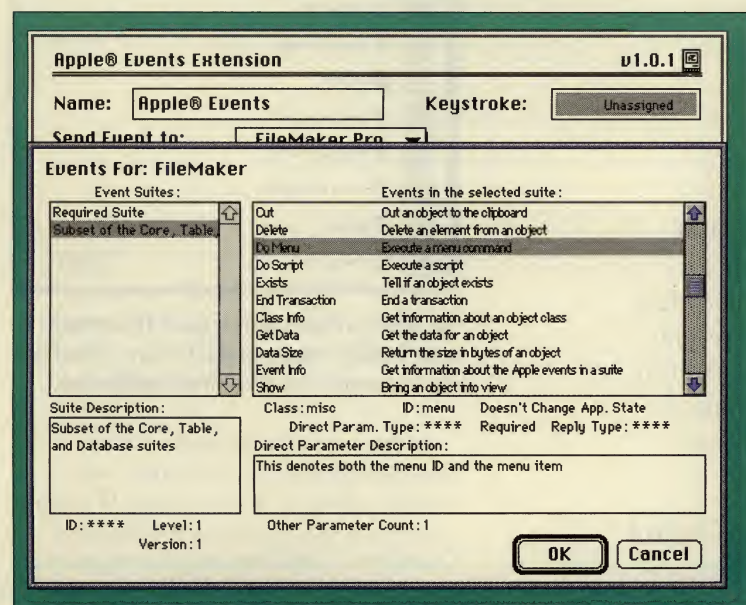 Apple® Events Extension v1.0.1
Name: Apple® Events Keystroke: Unassigned
Send Event to: FileMaker Pro
Events For: FileMaker
Event Suites:
Required Suite
Subset of the Core, Table,
Events in the selected suite:
Cut Cut an object to the clipboard
Delete Delete an element from an object
Do Menu Execute a menu command
Do Script Execute a script
Exists Tell if an object exists
End Transaction End a transaction
Class Info Get information about an object class
Get Data Get the data for an object
Data Size Return the size in bytes of an object
Event Info Get information about the Apple events in a suite
Show Bring an object into view
Suite Description:
Subset of the Core, Table,
and Database suites
ID: **** Level: 1
Version: 1
Class: misc ID: menu Doesn't Change App. State
Direct Param. Type: **** Required Reply Type: ****
Direct Parameter Description:
This denotes both the menu ID and the menu item
Other Parameter Count: 1
OK Cancel